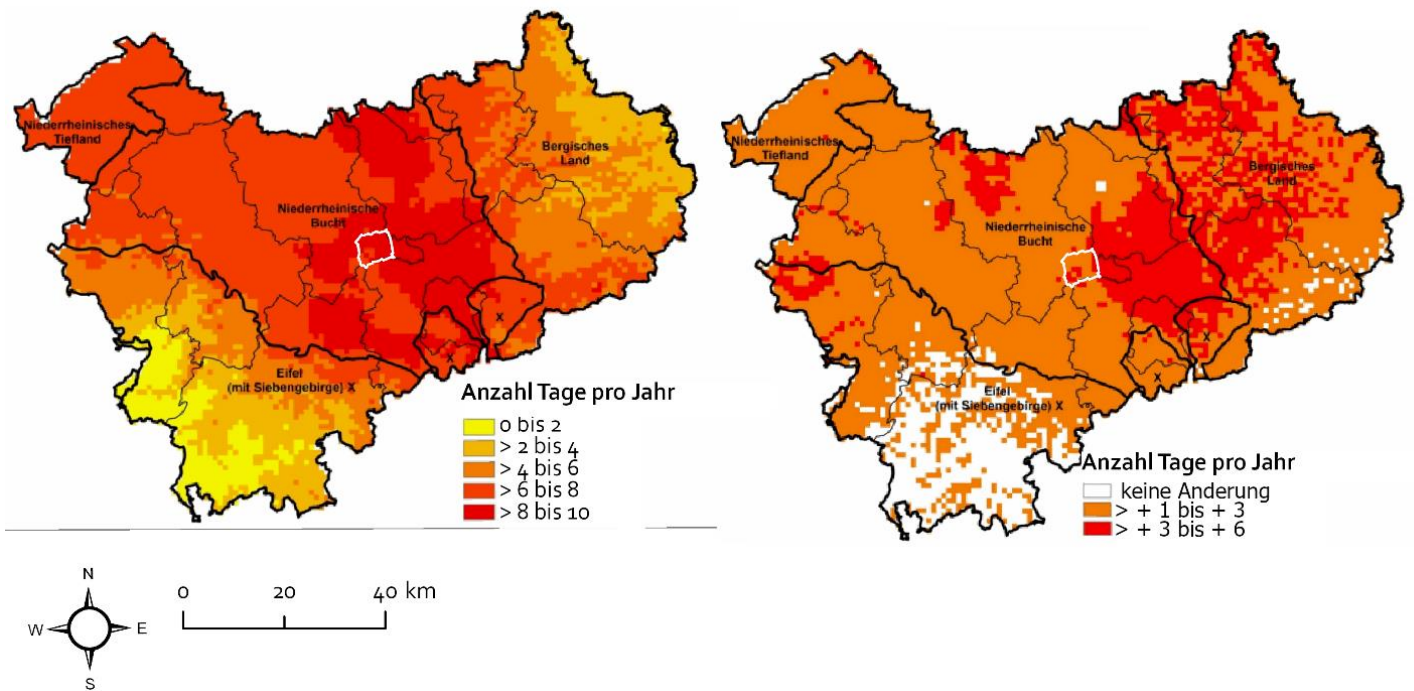 Niederrheinisches
Tiefland
Bergisches
Land
Niederrheinische
Bucht
X
X
Eifel
(mit Siebengebirge) X
Anzahl Tage pro Jahr
0 bis 2
> 2 bis 4
> 4 bis 6
> 6 bis 8
> 8 bis 10
Niederrheinisches
Tiefland
Bergisches
Land
Niederrheinische
Bucht
X
X
Eifel
(mit Siebengebirge) X
Anzahl Tage pro Jahr
keine Anderung
> + 1 bis + 3
> + 3 bis + 6
N
W E
S
0 20 40 km